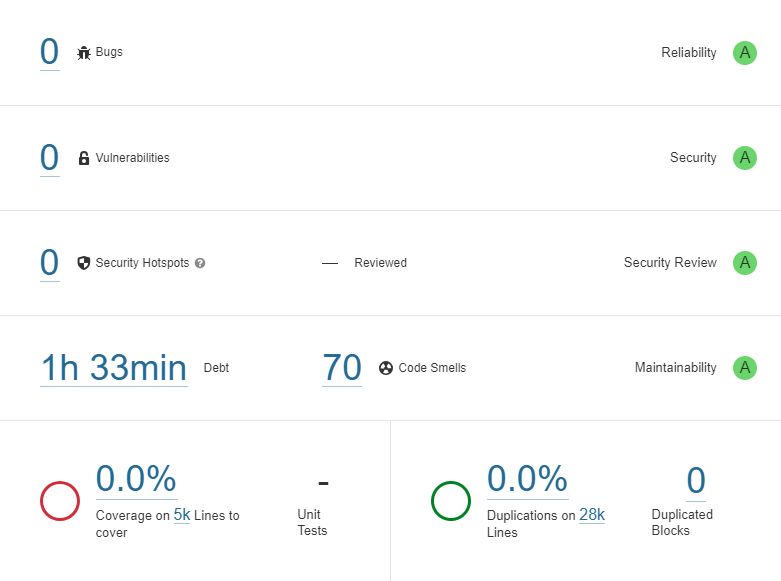 0 Bugs Reliability A
0 Vulnerabilities Security A
0 Security Hotspots ? — Reviewed Security Review A
1h 33min Debt 70 Code Smells Maintainability A
0.0% - 0.0% 0
Coverage on 5k Lines to Unit Duplications on 28k Duplicated
cover Tests Lines Blocks